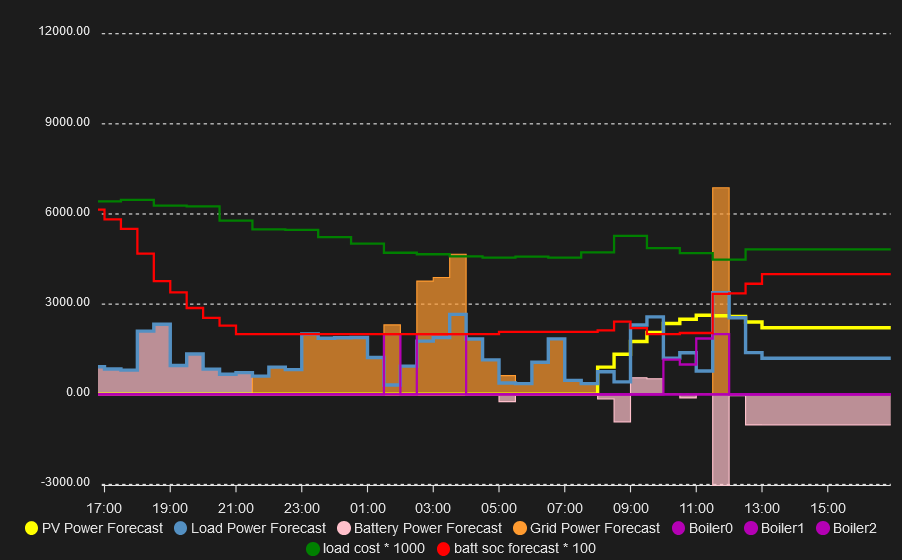 12000.00
9000.00
6000.00
3000.00
0.00
-3000.00
17:00 19:00 21:00 23:00 01:00 03:00 05:00 07:00 09:00 11:00 13:00 15:00
PV Power Forecast Load Power Forecast Battery Power Forecast Grid Power Forecast Boiler0 Boiler1 Boiler2
load cost * 1000 batt soc forecast * 100